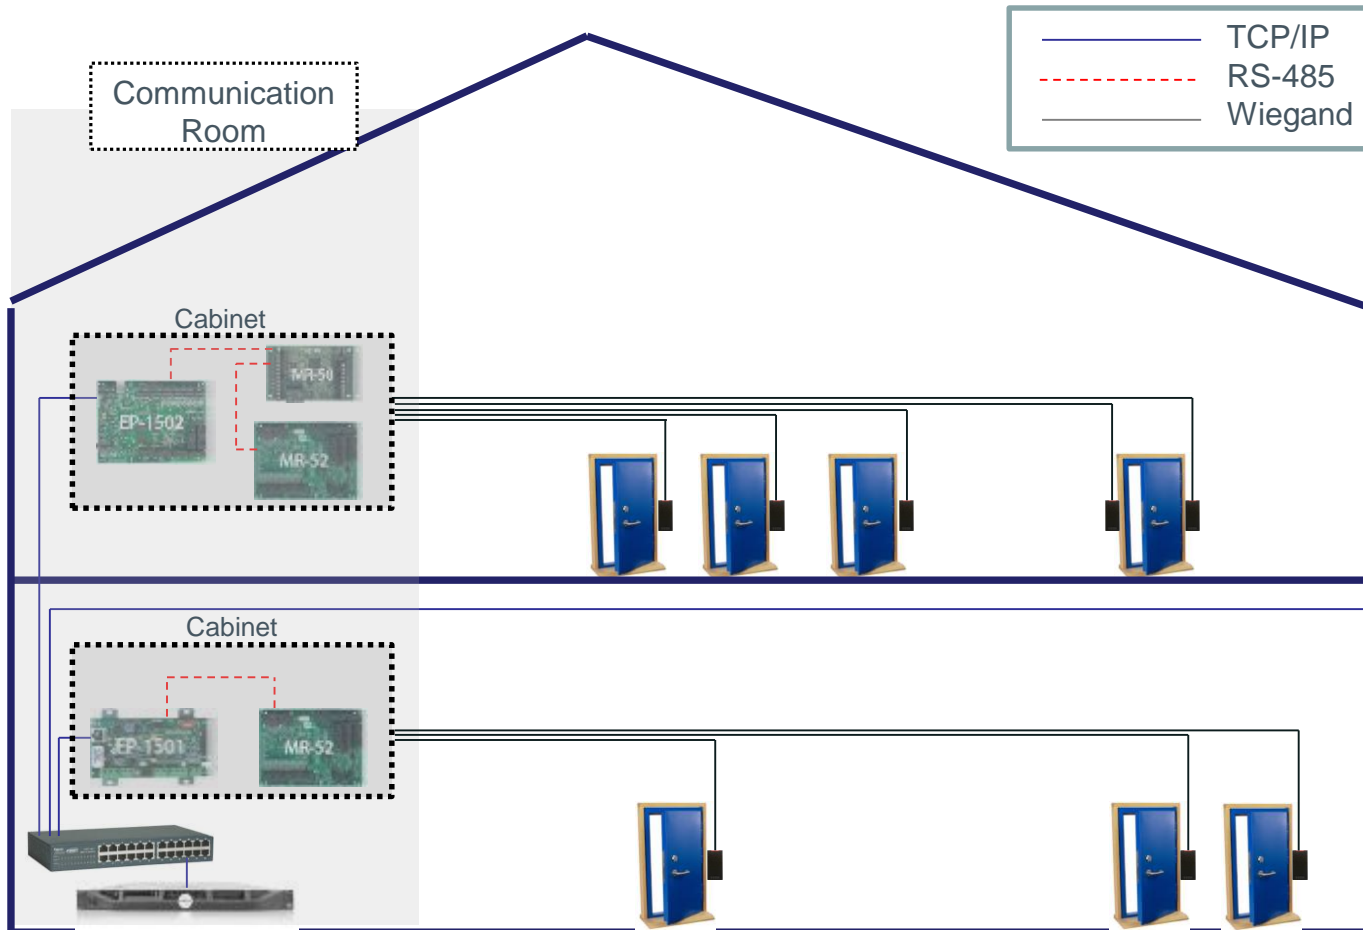 TCP/IP
RS-485
Wiegand
Communication
Room
Cabinet
MR-50
EP-1502
MR-52
Cabinet
EP-1501
MR-52